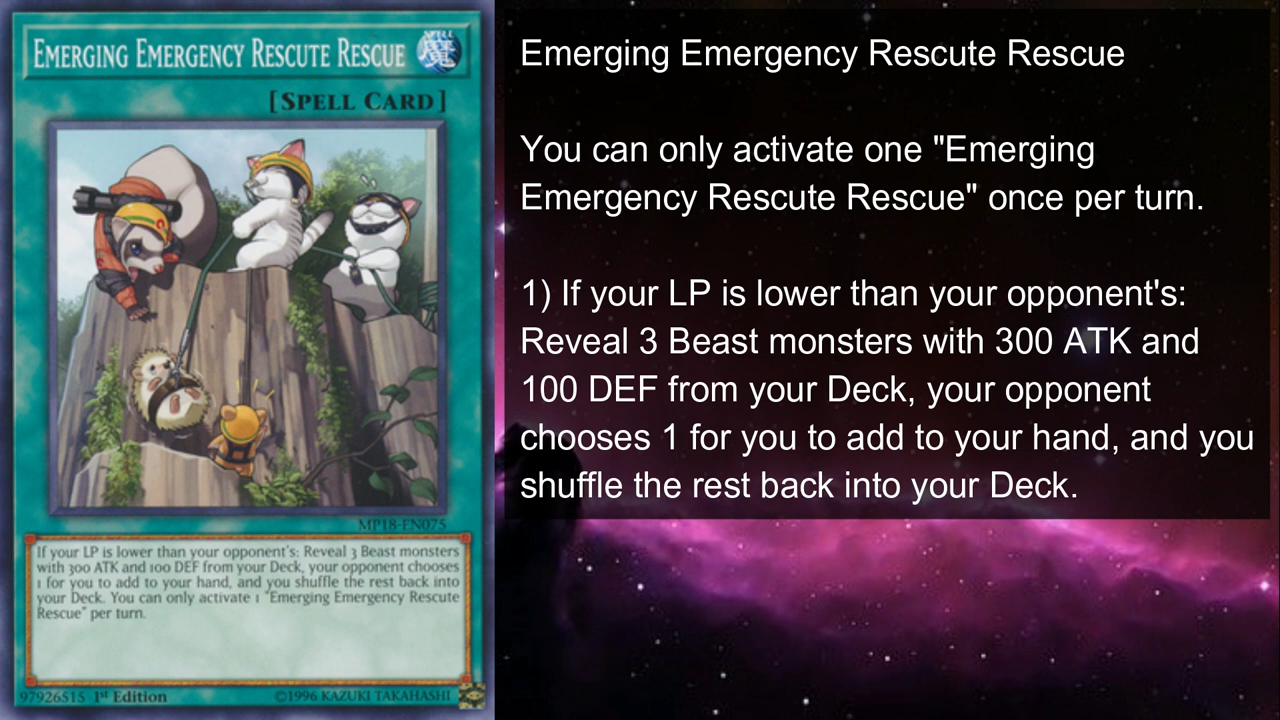 EMERGING EMERGENCY RESCUTE RESCUE
[SPELL CARD]
MP18-EN075
If your LP is lower than your opponent's: Reveal 3 Beast monsters
with 300 ATK and 100 DEF from your Deck, your opponent chooses
1 for you to add to your hand, and you shuffle the rest back into
your Deck. You can only activate 1 "Emerging Emergency Rescute
Rescue" per turn.
97926515 1st Edition
©1996 KAZUKI TAKAHASHI
Emerging Emergency Rescute Rescue
You can only activate one "Emerging
Emergency Rescute Rescue" once per turn.
1) If your LP is lower than your opponent's:
Reveal 3 Beast monsters with 300 ATK and
100 DEF from your Deck, your opponent
chooses 1 for you to add to your hand, and you
shuffle the rest back into your Deck.